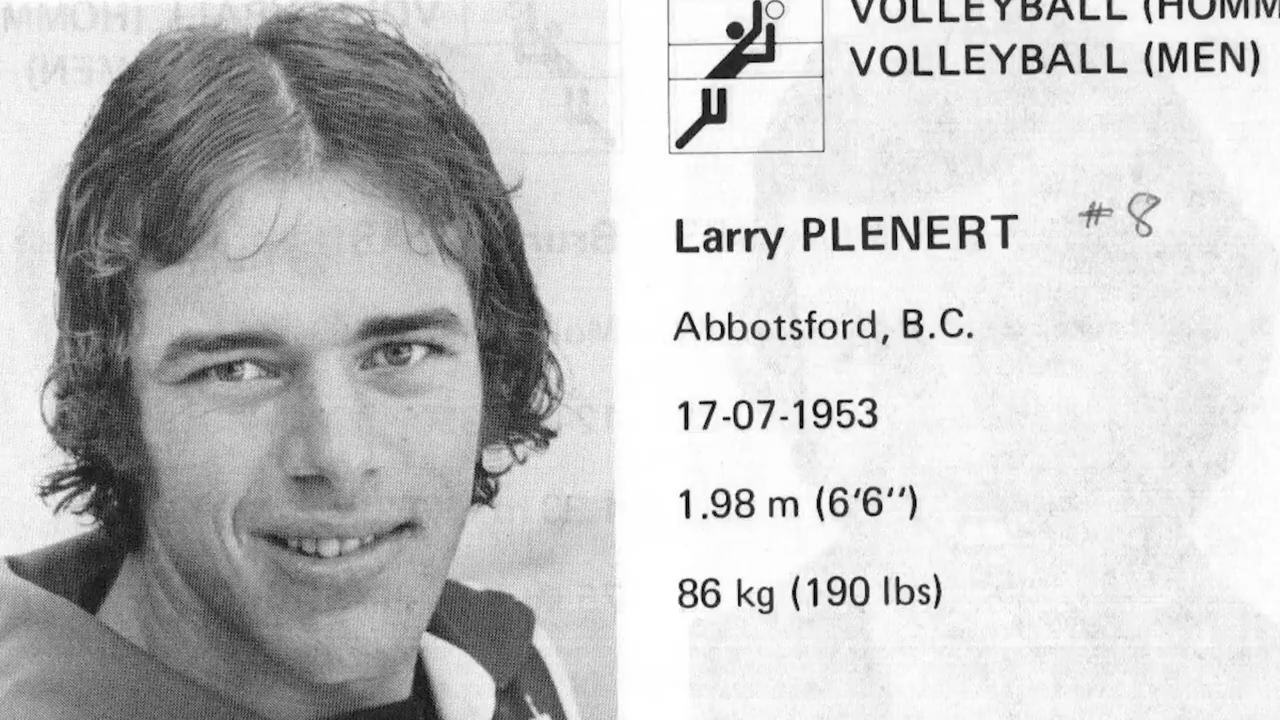 VOLLEYBALL (HOMM
VOLLEYBALL (MEN)
Larry PLENERT #8
Abbotsford, B.C.
17-07-1953
1.98 m (6'6'')
86 kg (190 lbs)